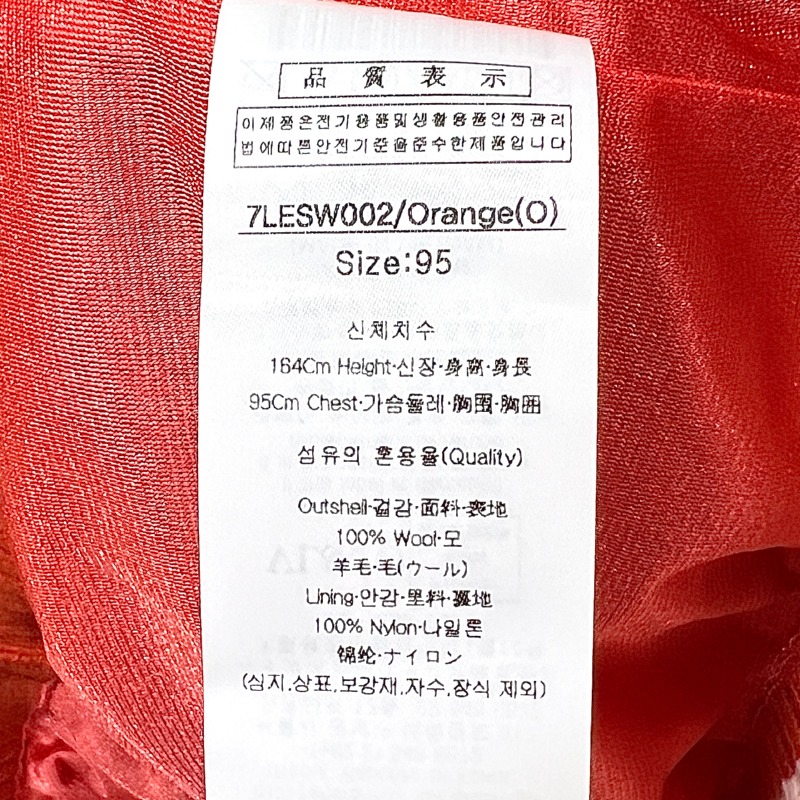 品質表示
이제품은전기용품및생활용품안전관리
법에따른안전기준을준수한제품입니다
7LESW002/Orange(O)
Size:95
신체치수
164Cm Height·신장·身高·身長
95Cm Chest·가슴둘레·胸围·胸囲
섬유의 혼용율(Quality)
Outshell·겉감·面料·表地
100% Wool·모
羊毛·毛(ウール)
Lining·안감·里料·裏地
100% Nylon·나일론
锦纶·ナイロン
(심지,상표,보강재,자수,장식 제외)